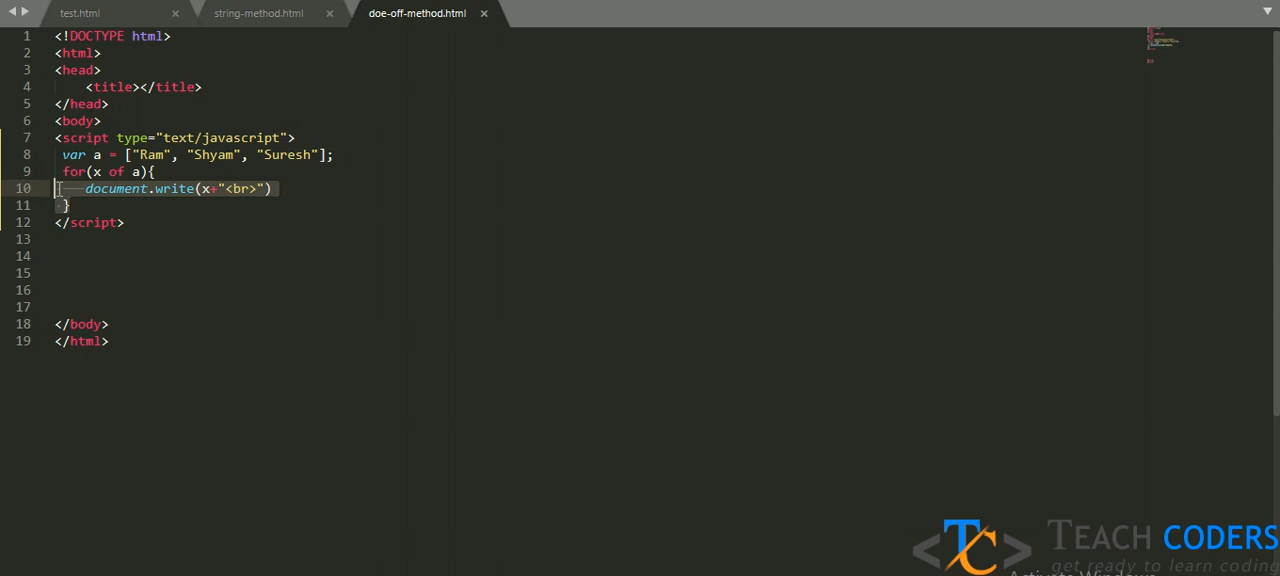 test.html × string-method.html × doe-off-method.html ×
1 <!DOCTYPE html>
2 <html>
3 <head>
4 <title></title>
5 </head>
6 <body>
7 <script type="text/javascript">
8 var a = ["Ram", "Shyam", "Suresh"];
9 for(x of a){
10 document.write(x+"<br>")
11 }
12 </script>
13
14
15
16
17
18 </body>
19 </html>
<TC> TEACH CODERS
get ready to learn coding
Activate Windows